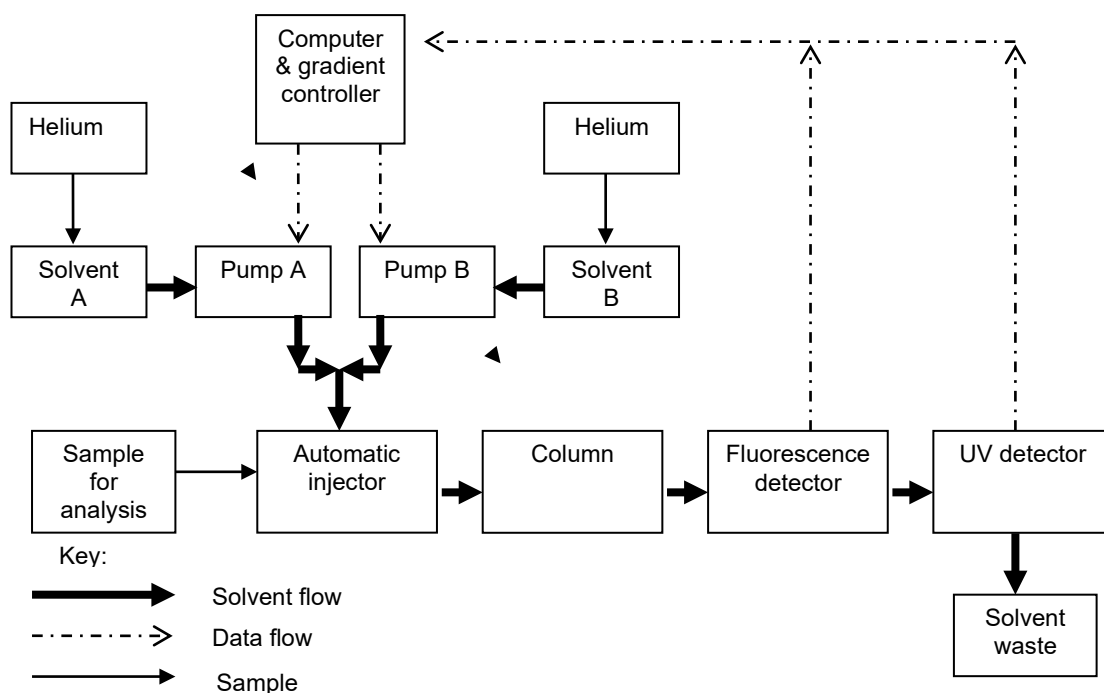 Computer
& gradient
controller
Helium
Helium
Solvent
A
Pump A
Pump B
Solvent
B
Sample
for
analysis
Automatic
injector
Column
Fluorescence
detector
UV detector
Key:
Solvent flow
Data flow
Sample
Solvent
waste